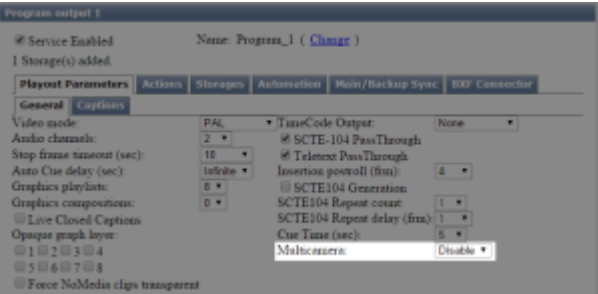 Program output 1
Service Enabled
Name: Program_1 ( Change )
1 Storage(s) added.
Playout Parameters Actions Storages Automation Main/Backup Sync BXF Connector
General Captions
Video mode: PAL TimeCode Output: None
Audio channels: 2 SCTE-104 PassThrough
Stop frame timeout (sec): 10 Teletext PassThrough
Auto Cue delay (sec): Infinite Insertion postroll (frm): 4
Graphics playlists: 8 SCTE104 Generation
Graphics compositions: 0 SCTE104 Repeat count: 1
Live Closed Captions SCTE104 Repeat delay (frm): 1
Opaque graph layer: Cue Time (sec): 5
1 2 3 4 Multicamera: Disable
5 6 7 8
Force NoMedia clips transparent